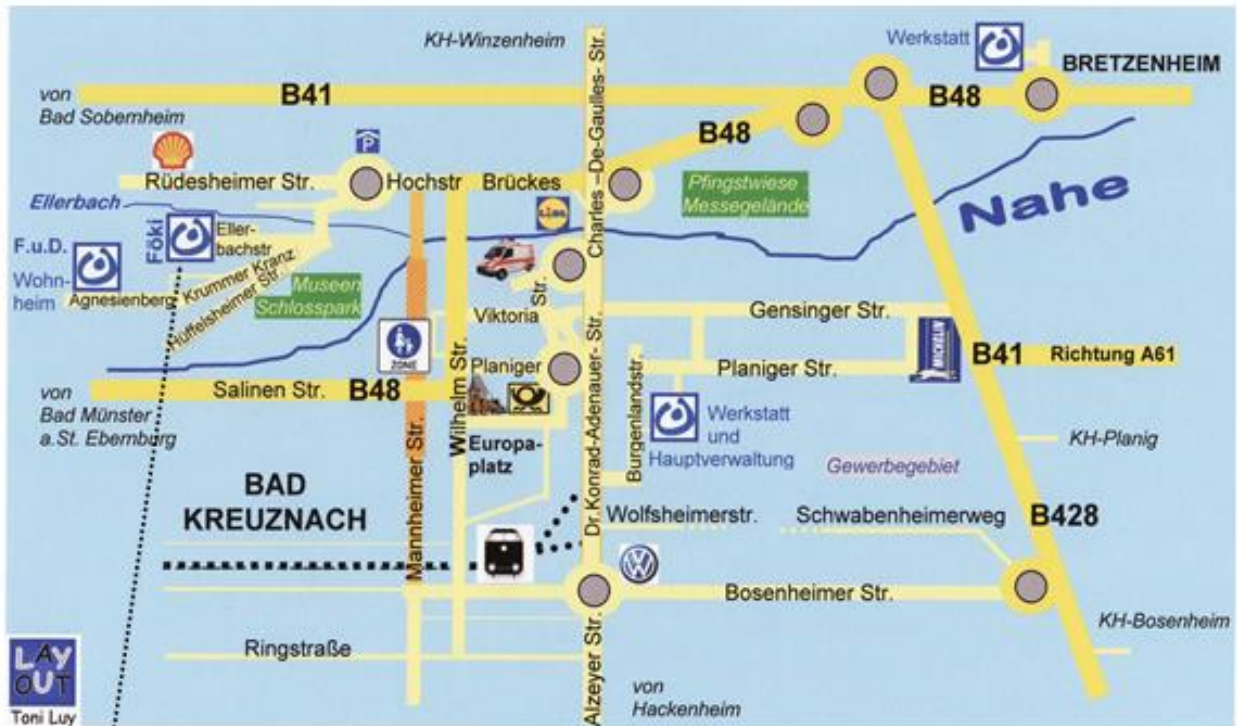 KH-Winzenheim
Werkstatt
BRETZENHEIM
von
Bad Sobernheim
B41
B48
B48
P
Charles –De-Gaulles- Str.
Rüdesheimer Str.
Hochstr
Brückes
Pfingstwiese
Messegelände
Nahe
Ellerbach
Föki
Eller-
bachstr
F.u.D.
Wohn-
heim
Agnesienberg
Krummer Kranz
Hüffelsheimer Str.
Museen
Schlosspark
Str.
Viktoria
Gensinger Str.
ZONE
Planiger
Planiger Str.
MICHELIN
B41
Richtung A61
Salinen Str.
B48
von
Bad Münster
a.St. Ebernburg
Mannheimer Str.
Wilhelm Str.
Europa-
platz
Dr.Konrad-Adenauer- Str.
Burgenlandstr.
Werkstatt
und
Hauptverwaltung
Gewerbegebiet
KH-Planig
BAD
KREUZNACH
Wolfsheimerstr.
Schwabenheimerweg
B428
Bosenheimer Str.
KH-Bosenheim
Ringstraße
Alzeyer Str.
von
Hackenheim
LAY
OUT
Toni Luy